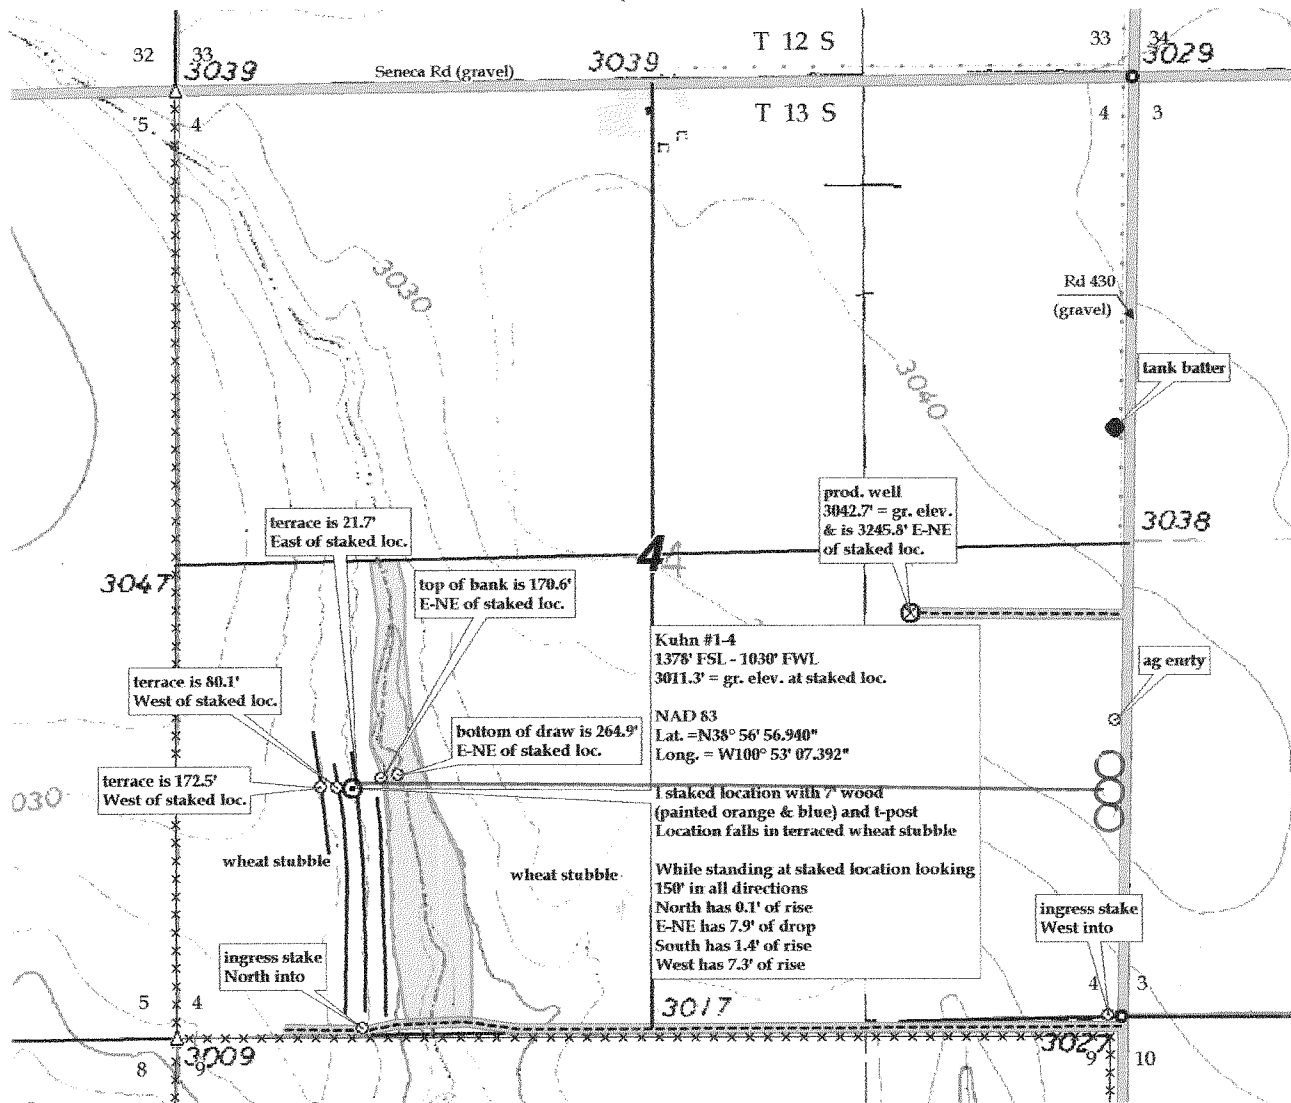 T 12 S
32
33
33
34
3039
Seneca Rd (gravel)
3039
3029
T 13 S
5
4
4
3
3030
Rd 430
(gravel)
tank batter
3040
prod. well
3042.7' = gr. elev.
& is 3245.8' E-NE
of staked loc.
terrace is 21.7'
East of staked loc.
3038
4
4
3047
top of bank is 170.6'
E-NE of staked loc.
Kuhn #1-4
1378' FSL - 1030' FWL
3011.3' = gr. elev. at staked loc.
NAD 83
Lat. =N38° 56' 56.940"
Long. = W100° 53' 07.392"
1 staked location with 7' wood
(painted orange & blue) and t-post
Location falls in terraced wheat stubble
While standing at staked location looking
150' in all directions
North has 0.1' of rise
E-NE has 7.9' of drop
South has 1.4' of rise
West has 7.3' of rise
ag enrty
terrace is 80.1'
West of staked loc.
bottom of draw is 264.9'
E-NE of staked loc.
terrace is 172.5'
West of staked loc.
030
wheat stubble
wheat stubble
ingress stake
West into
ingress stake
North into
5
4
4
3
3017
3009
3027
8
9
9
10